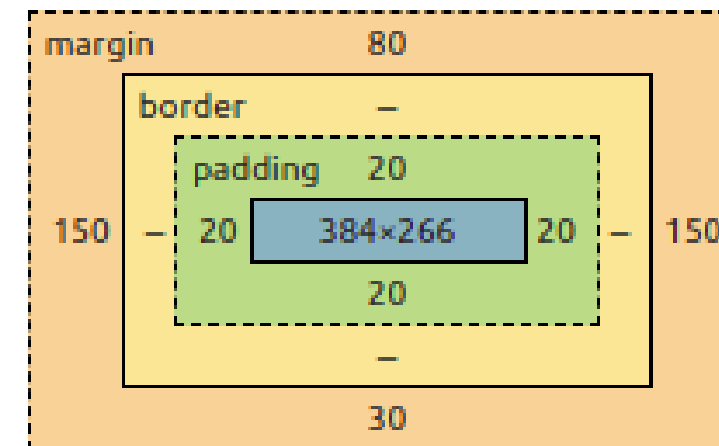 margin 80
border –
padding 20
150 – 20 384×266 20 – 150
20
–
30